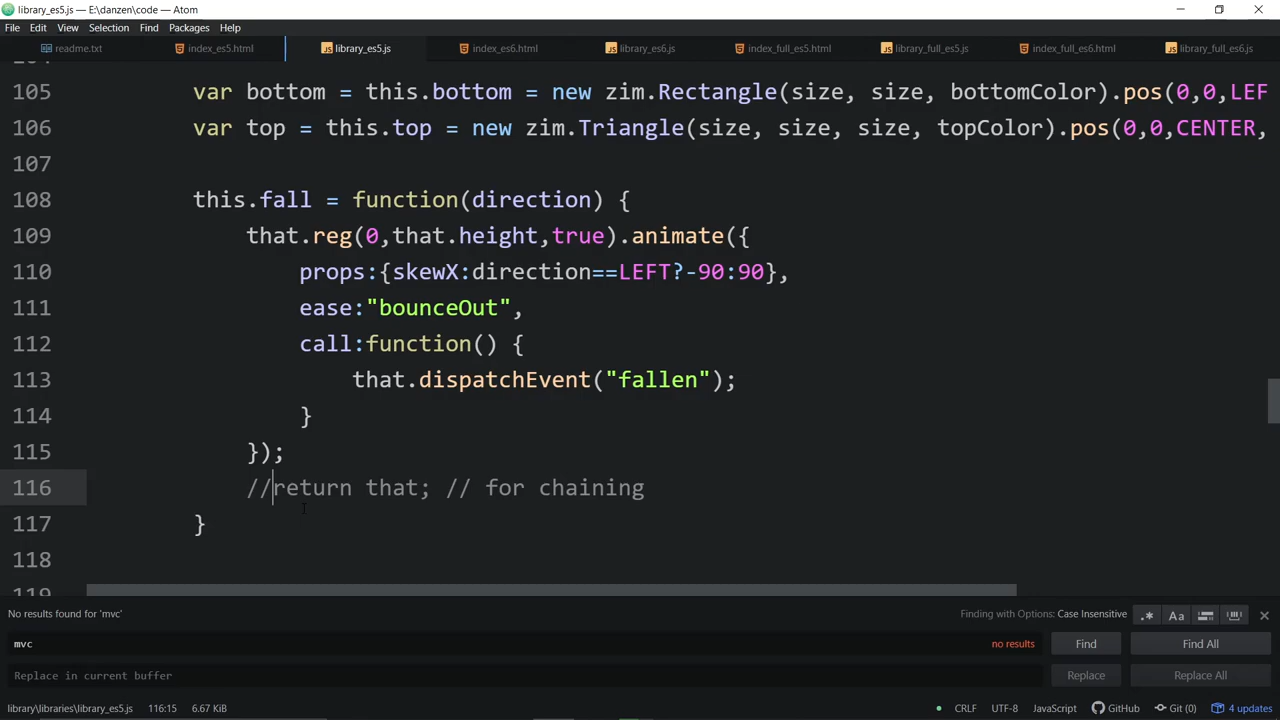 library_es5.js — E:\danzen\code — Atom
File Edit View Selection Find Packages Help
readme.txt index_es5.html library_es5.js index_es6.html library_es6.js index_full_es5.html library_full_es5.js index_full_es6.html library_full_es6.js
105 var bottom = this.bottom = new zim.Rectangle(size, size, bottomColor).pos(0,0,LEF
106 var top = this.top = new zim.Triangle(size, size, size, topColor).pos(0,0,CENTER,
107
108 this.fall = function(direction) {
109 that.reg(0,that.height,true).animate({
110 props:{skewX:direction==LEFT?-90:90},
111 ease:"bounceOut",
112 call:function() {
113 that.dispatchEvent("fallen");
114 }
115 });
116 //return that; // for chaining
117 }
118
No results found for 'mvc' Finding with Options: Case Insensitive .* Aa
mvc no results Find Find All
Replace in current buffer Replace Replace All
library\libraries\library_es5.js 116:15 6.67 KiB CRLF UTF-8 JavaScript GitHub Git (0) 4 updates